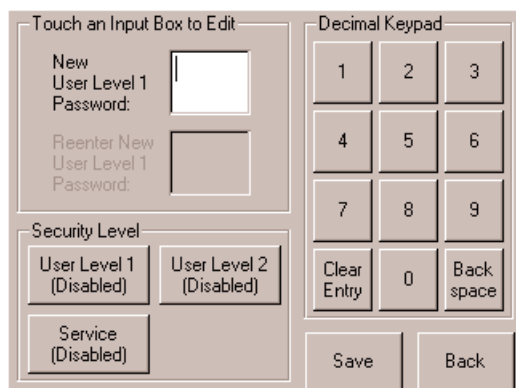 Touch an Input Box to Edit
New
User Level 1
Password:
Reenter New
User Level 1
Password:
Security Level
User Level 1
(Disabled)
User Level 2
(Disabled)
Service
(Disabled)
Decimal Keypad
1 2 3
4 5 6
7 8 9
Clear
Entry
0
Back
space
Save
Back